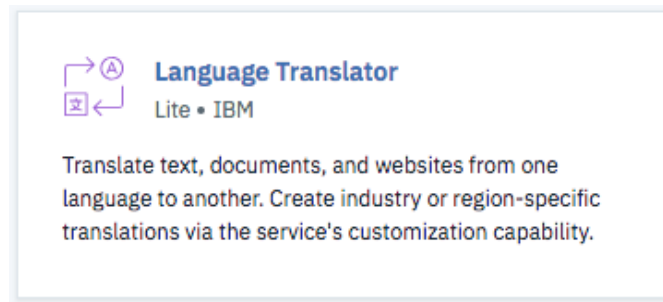 A
Language Translator
文
Lite • IBM
Translate text, documents, and websites from one
language to another. Create industry or region-specific
translations via the service's customization capability.